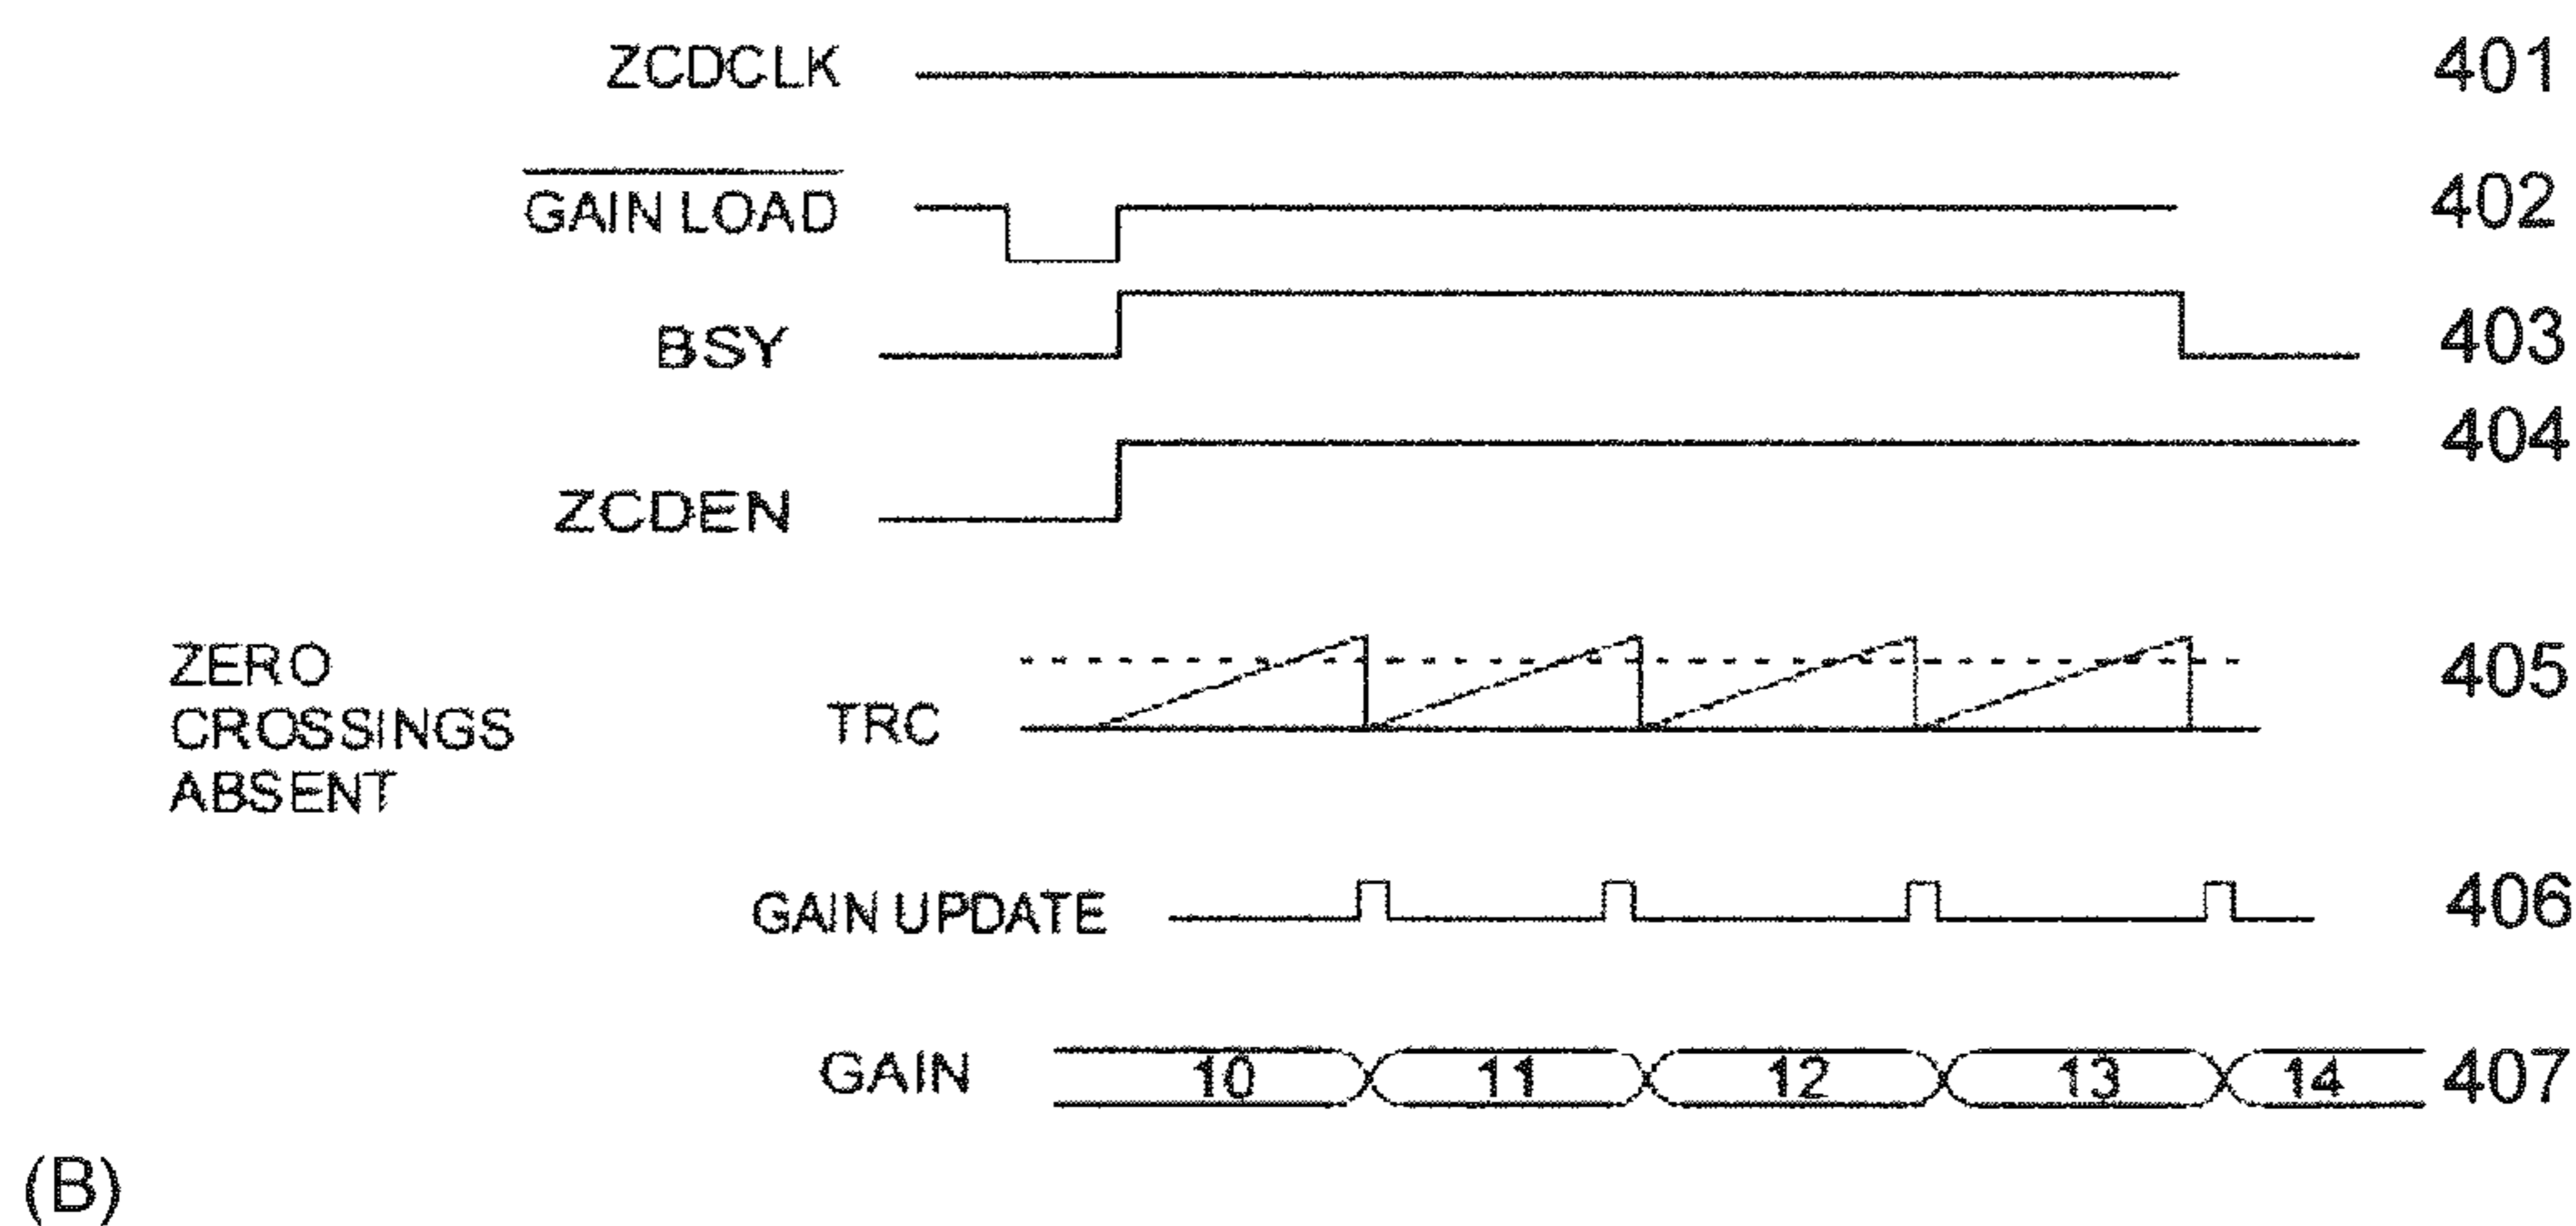 ZCDCLK 401
GAIN LOAD 402
BSY 403
ZCDEN 404
ZERO
CROSSINGS
ABSENT
TRC 405
GAIN UPDATE 406
GAIN 10 11 12 13 14 407
(B)